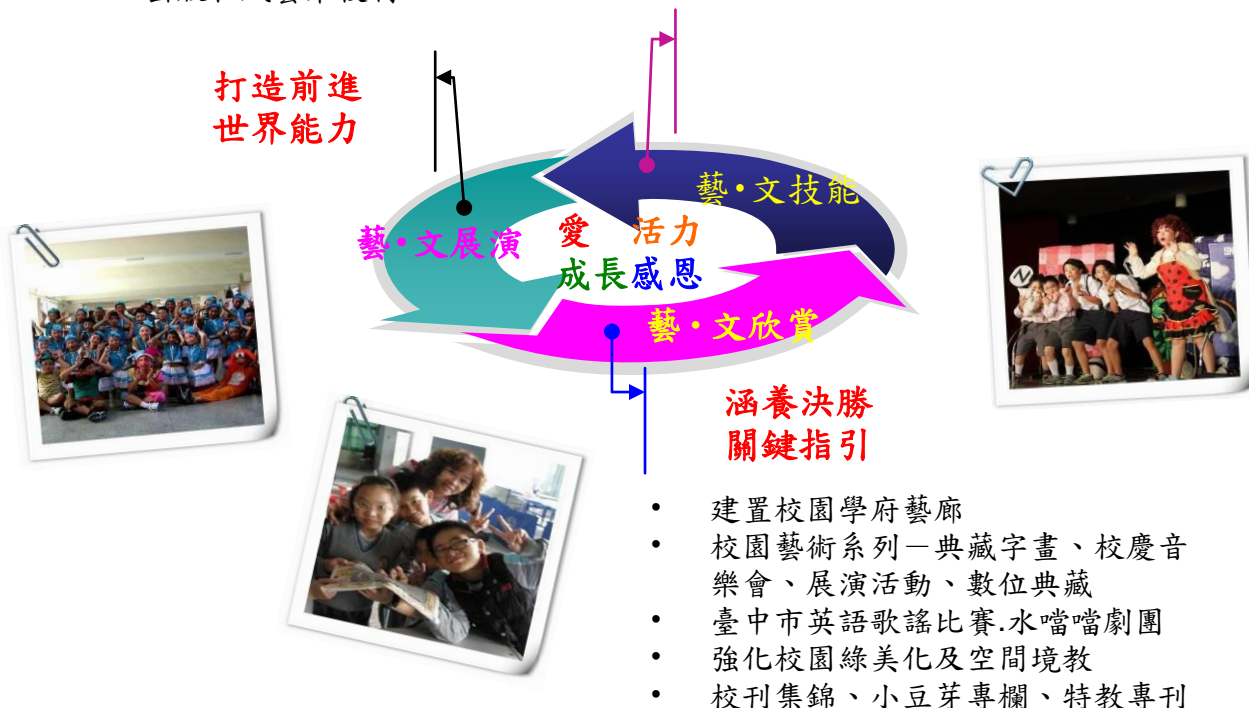 打造前進
世界能力
藝•文技能
藝•文展演
愛 活力
成長感恩
藝•文欣賞
涵養決勝
關鍵指引
• 建置校園學府藝廊
• 校園藝術系列－典藏字畫、校慶音
樂會、展演活動、數位典藏
• 臺中市英語歌謠比賽.水噹噹劇團
• 強化校園綠美化及空間境教
• 校刊集錦、小豆芽專欄、特教專刊